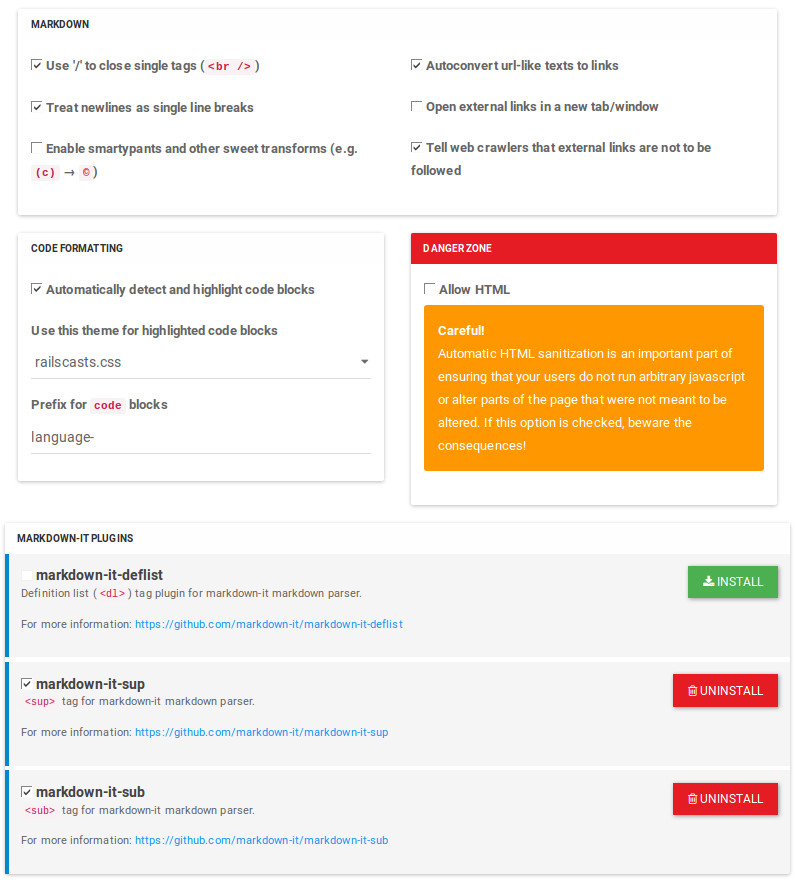 MARKDOWN
Use '/' to close single tags ( <br /> )
Treat newlines as single line breaks
Enable smartypants and other sweet transforms (e.g.
(c) → © )
Autoconvert url-like texts to links
Open external links in a new tab/window
Tell web crawlers that external links are not to be
followed
CODE FORMATTING
Automatically detect and highlight code blocks
Use this theme for highlighted code blocks
railscasts.css
Prefix for code blocks
language-
DANGER ZONE
Allow HTML
Careful!
Automatic HTML sanitization is an important part of
ensuring that your users do not run arbitrary javascript
or alter parts of the page that were not meant to be
altered. If this option is checked, beware the
consequences!
MARKDOWN-IT PLUGINS
markdown-it-deflist
Definition list ( <dl> ) tag plugin for markdown-it markdown parser.
For more information: https://github.com/markdown-it/markdown-it-deflist
INSTALL
markdown-it-sup
<sup> tag for markdown-it markdown parser.
For more information: https://github.com/markdown-it/markdown-it-sup
UNINSTALL
markdown-it-sub
<sub> tag for markdown-it markdown parser.
For more information: https://github.com/markdown-it/markdown-it-sub
UNINSTALL